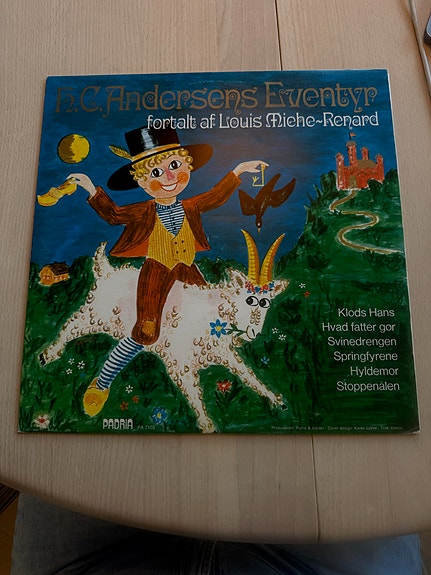 H.C. Andersens Eventyr
fortalt af Louis Miehe-Renard
Klods Hans
Hvad fatter gør
Svinedrengen
Springfyrene
Hyldemor
Stoppenålen
PADRIA